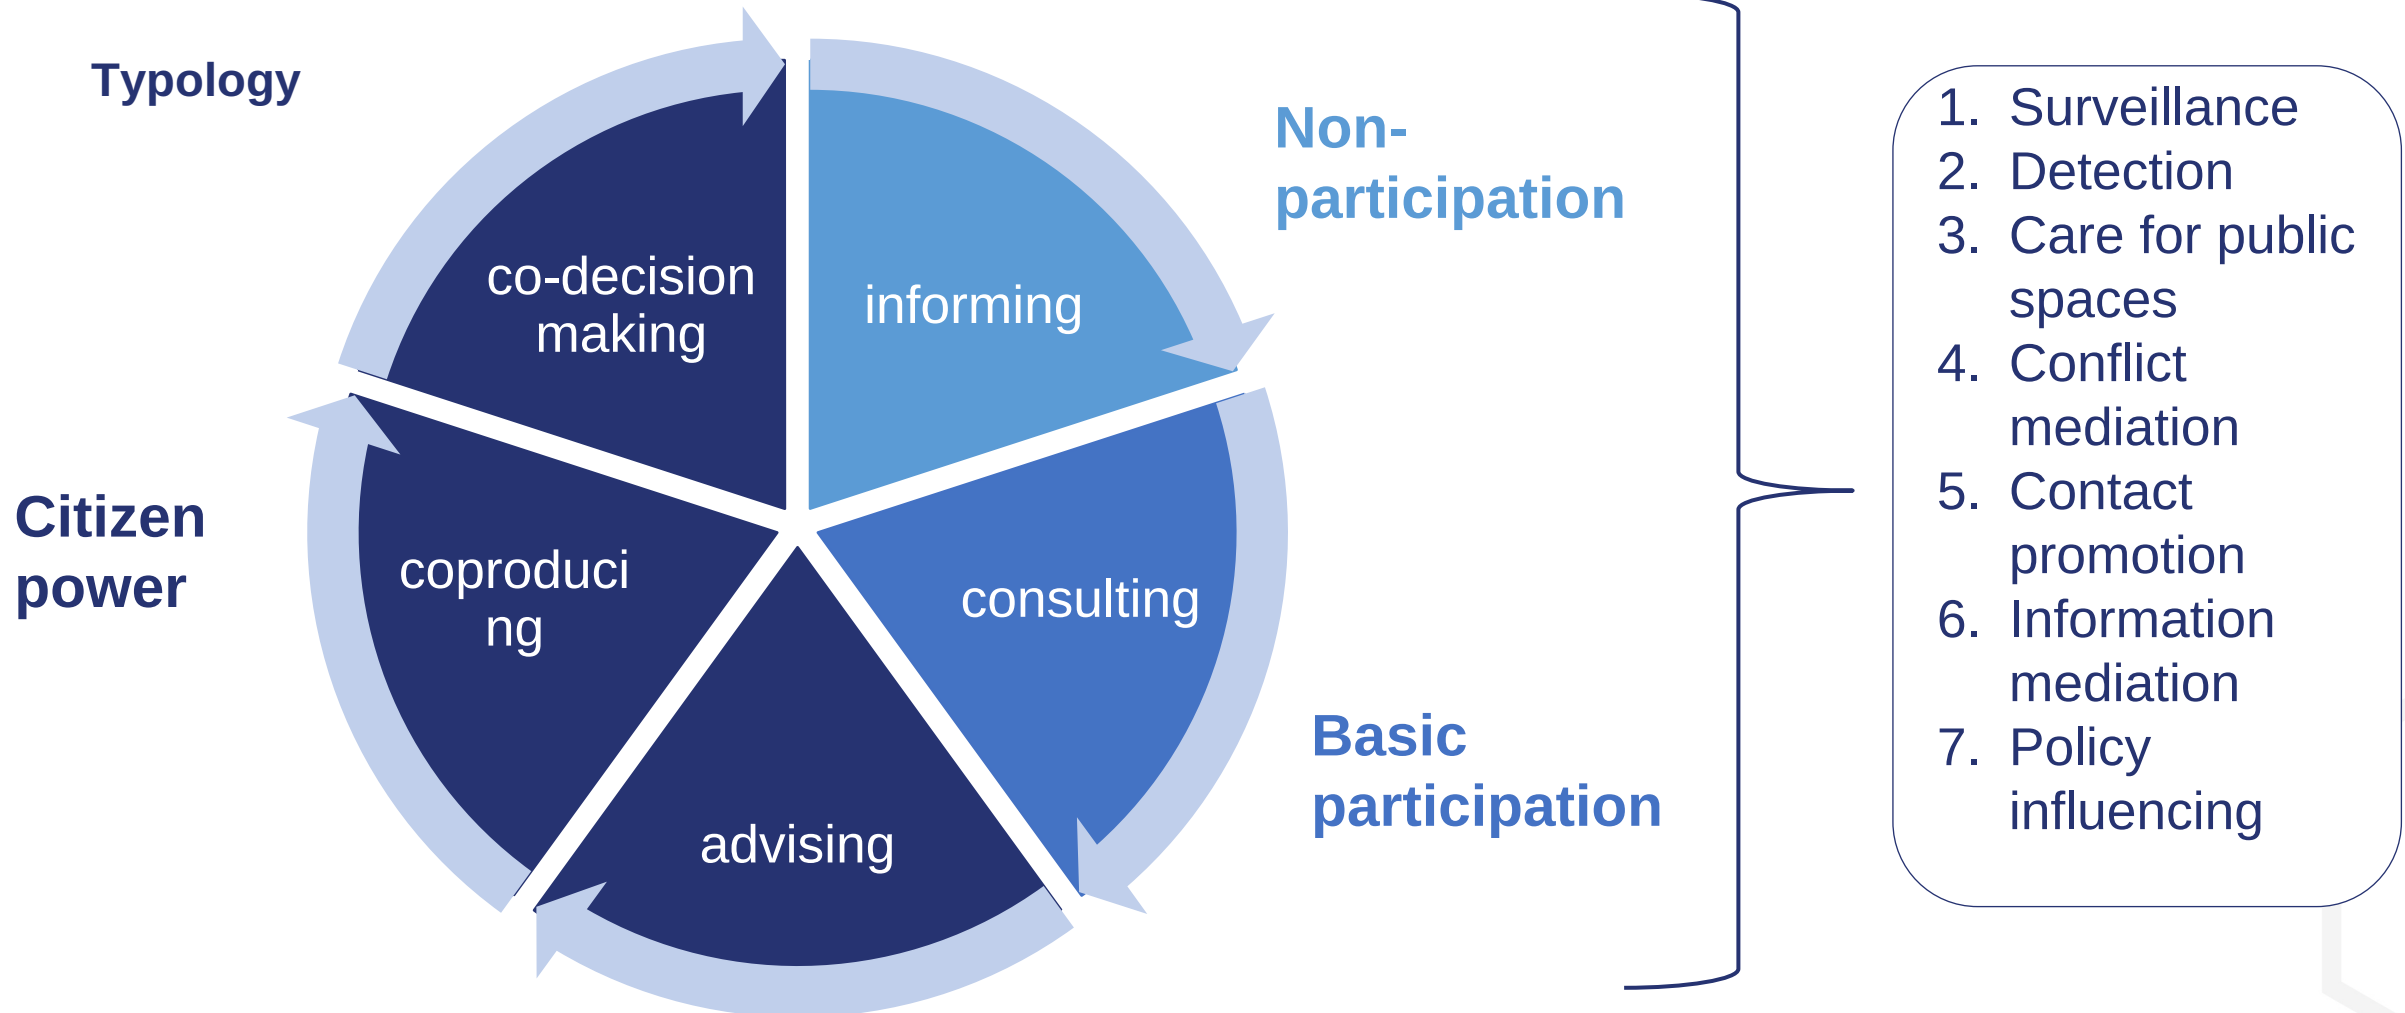 Typology
co-decision
making
informing
Non-
participation
Citizen
power
coproduci
ng
consulting
advising
Basic
participation
1. Surveillance
2. Detection
3. Care for public
spaces
4. Conflict
mediation
5. Contact
promotion
6. Information
mediation
7. Policy
influencing